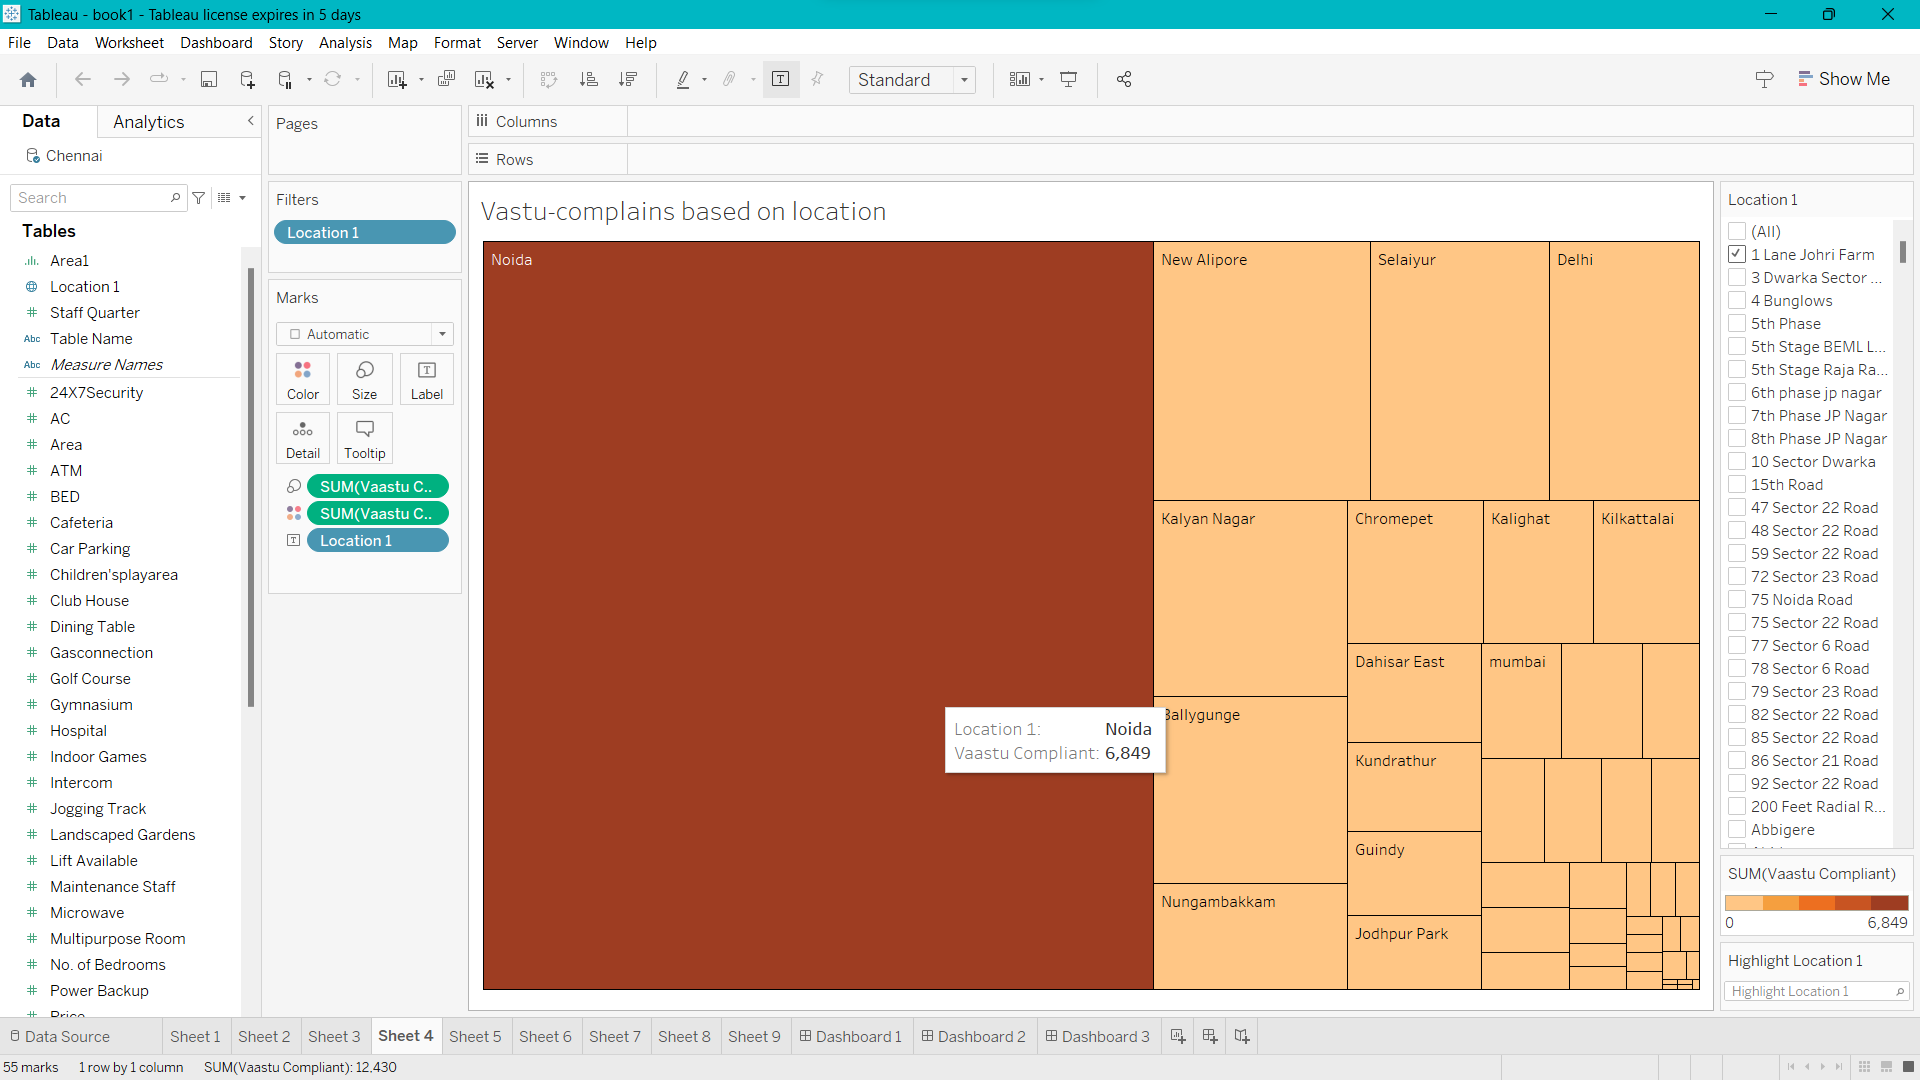 Tableau - book1 - Tableau license expires in 5 days
File Data Worksheet Dashboard Story Analysis Map Format Server Window Help
Standard
Show Me
Data
Analytics
Chennai
Search
Tables
Area1
Location 1
Staff Quarter
Abc Table Name
Abc Measure Names
24X7Security
AC
Area
ATM
BED
Cafeteria
Car Parking
Children'splayarea
Club House
Dining Table
Gasconnection
Golf Course
Gymnasium
Hospital
Indoor Games
Intercom
Jogging Track
Landscaped Gardens
Lift Available
Maintenance Staff
Microwave
Multipurpose Room
No. of Bedrooms
Power Backup
Price
Pages
Filters
Location 1
Marks
Automatic
Color
Size
Label
Detail
Tooltip
SUM(Vaastu C..
SUM(Vaastu C..
Location 1
Columns
Rows
Vastu-complains based on location
Noida
New Alipore
Selaiyur
Delhi
Kalyan Nagar
Chromepet
Kalighat
Kilkattalai
Dahisar East
mumbai
Ballygunge
Kundrathur
Guindy
Nungambakkam
Jodhpur Park
Location 1: Noida
Vaastu Compliant: 6,849
Location 1
(All)
1 Lane Johri Farm
3 Dwarka Sector ...
4 Bunglows
5th Phase
5th Stage BEML L...
5th Stage Raja Ra...
6th phase jp nagar
7th Phase JP Nagar
8th Phase JP Nagar
10 Sector Dwarka
15th Road
47 Sector 22 Road
48 Sector 22 Road
59 Sector 22 Road
72 Sector 23 Road
75 Noida Road
75 Sector 22 Road
77 Sector 6 Road
78 Sector 6 Road
79 Sector 23 Road
82 Sector 22 Road
85 Sector 22 Road
86 Sector 21 Road
92 Sector 22 Road
200 Feet Radial R...
Abbigere
SUM(Vaastu Compliant)
0 6,849
Highlight Location 1
Highlight Location 1
Data Source
Sheet 1
Sheet 2
Sheet 3
Sheet 4
Sheet 5
Sheet 6
Sheet 7
Sheet 8
Sheet 9
Dashboard 1
Dashboard 2
Dashboard 3
55 marks
1 row by 1 column
SUM(Vaastu Compliant): 12,430